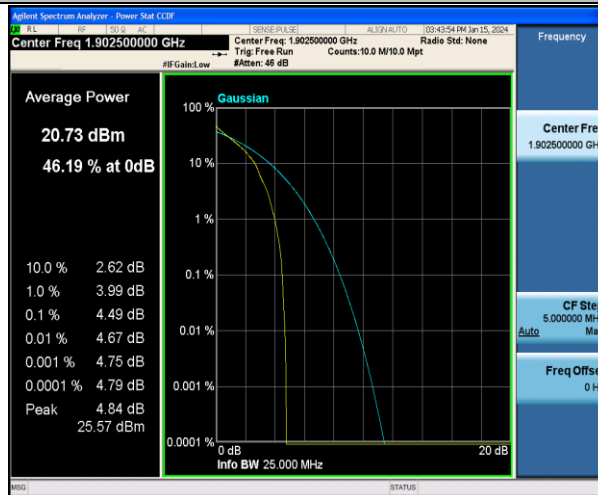 Agilent Spectrum Analyzer - Power Stat CCDF
RL RF 50 Ω AC SENSE:PULSE ALIGN AUTO 03:43:54 PM Jan 15, 2024
Center Freq 1.902500000 GHz
Center Freq: 1.902500000 GHz Radio Std: None
Trig: Free Run Counts:10.0 M/10.0 Mpt
#IFGain:Low #Atten: 46 dB
Frequency
Average Power
20.73 dBm
46.19 % at 0dB
10.0 % 2.62 dB
1.0 % 3.99 dB
0.1 % 4.49 dB
0.01 % 4.67 dB
0.001 % 4.75 dB
0.0001 % 4.79 dB
Peak 4.84 dB
25.57 dBm
Gaussian
100 %
10 %
1 %
0.1 %
0.01 %
0.001 %
0.0001 %
0 dB 20 dB
Info BW 25.000 MHz
Center Fre
1.902500000 GH
CF Ste
5.000000 MH
Auto Ma
Freq Offse
0 H
MSG STATUS